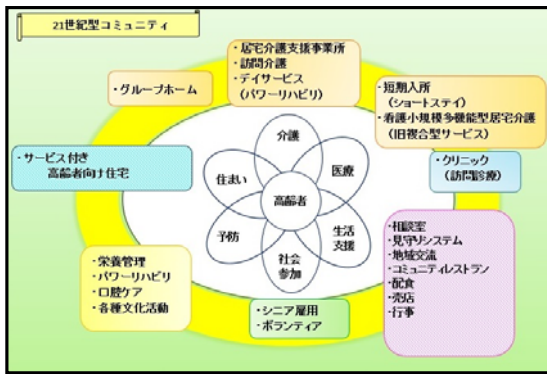 21世紀型コミュニティ
・居宅介護支援事業所
・訪問介護
・デイサービス
(パワーリハビリ)
・グループホーム
・短期入所
(ショートステイ)
・看護小規模多機能型居宅介護
(旧複合型サービス)
・サービス付き
高齢者向け住宅
・クリニック
(訪問診療)
介護
医療
住まい
高齢者
予防
生活
支援
社会
参加
・栄養管理
・パワーリハビリ
・口腔ケア
・各種文化活動
・シニア雇用
・ボランティア
・相談室
・見守りシステム
・地域交流
・コミュニティレストラン
・配食
・売店
・行事